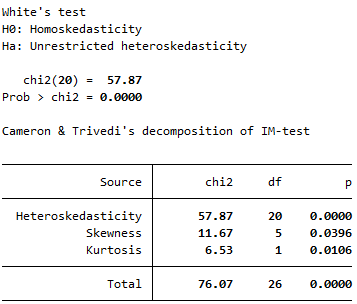 White's test
H0: Homoskedasticity
Ha: Unrestricted heteroskedasticity
chi2(20) = 57.87
Prob > chi2 = 0.0000
Cameron & Trivedi's decomposition of IM-test
Source chi2 df p
Heteroskedasticity 57.87 20 0.0000
Skewness 11.67 5 0.0396
Kurtosis 6.53 1 0.0106
Total 76.07 26 0.0000